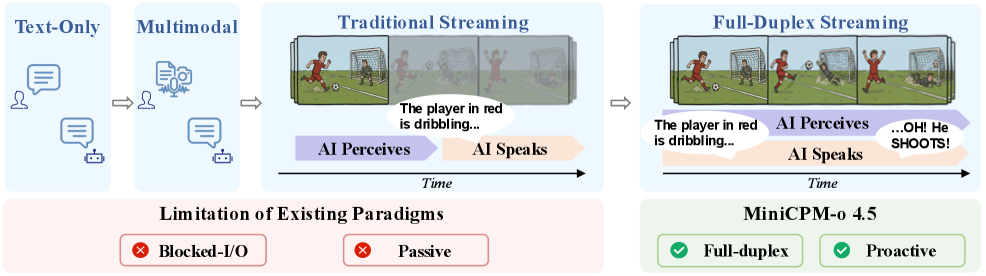 Text-Only
Multimodal
Traditional Streaming
The player in red
is dribbling...
AI Perceives
AI Speaks
Time
Full-Duplex Streaming
AI Perceives
The player in red
is dribbling...
...OH! He
SHOOTS!
AI Speaks
Time
Limitation of Existing Paradigms
Blocked-I/O
Passive
MiniCPM-o 4.5
Full-duplex
Proactive